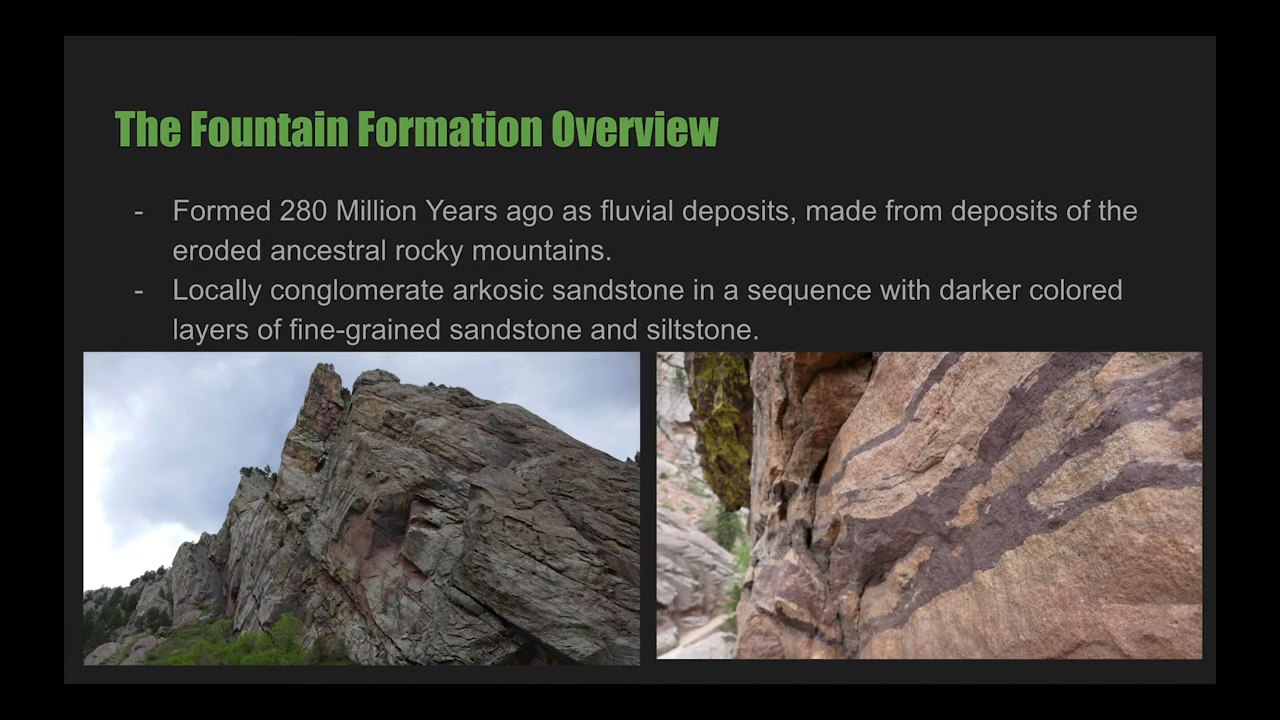 The Fountain Formation Overview
- Formed 280 Million Years ago as fluvial deposits, made from deposits of the
eroded ancestral rocky mountains.
- Locally conglomerate arkosic sandstone in a sequence with darker colored
layers of fine-grained sandstone and siltstone.